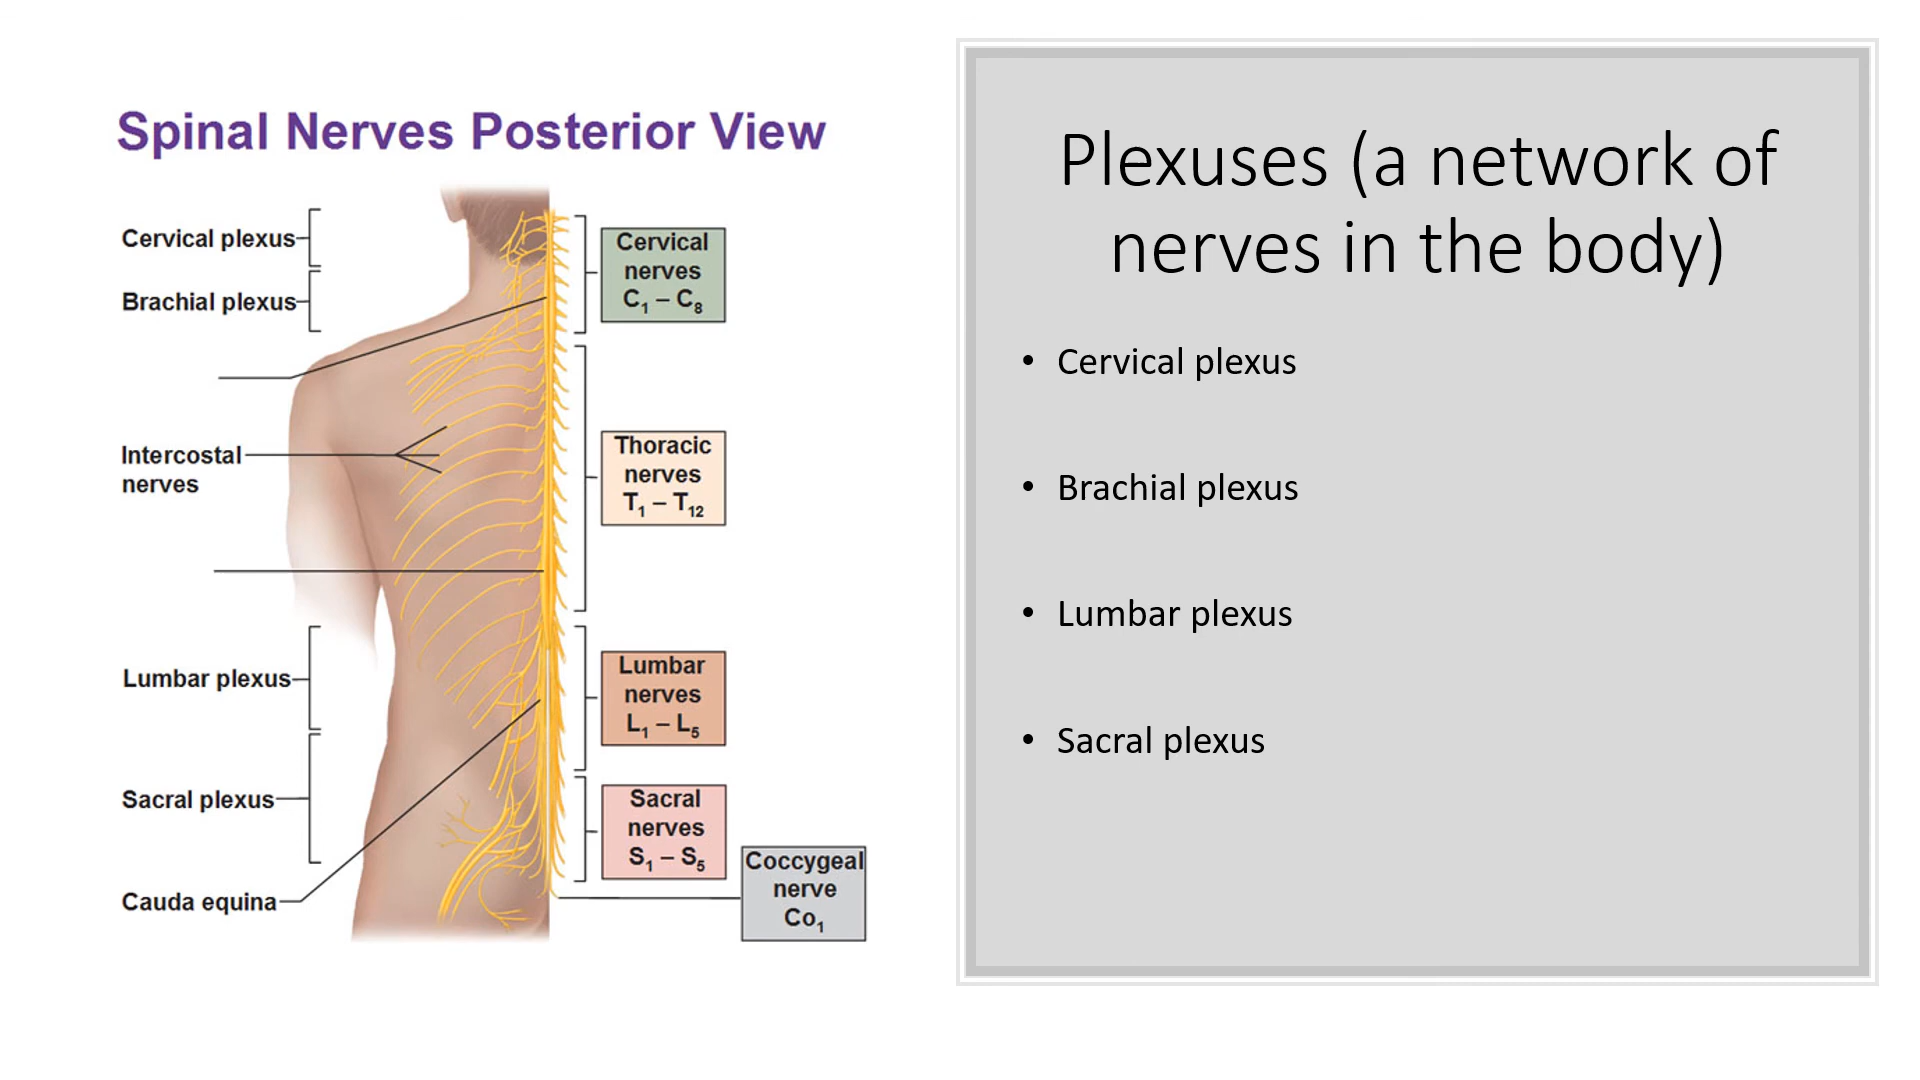 Spinal Nerves Posterior View
Cervical plexus
Brachial plexus
Intercostal
nerves
Lumbar plexus
Sacral plexus
Cauda equina
Cervical
nerves
C₁ – C₈
Thoracic
nerves
T₁ – T₁₂
Lumbar
nerves
L₁ – L₅
Sacral
nerves
S₁ – S₅
Coccygeal
nerve
Co₁
Plexuses (a network of
nerves in the body)
• Cervical plexus
• Brachial plexus
• Lumbar plexus
• Sacral plexus